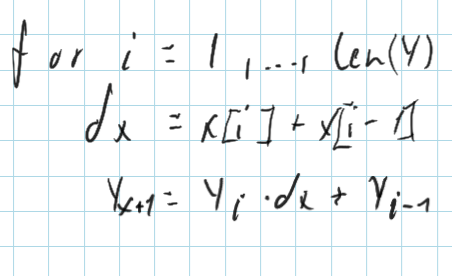 for i = 1, ..., len(Y)
dx = x[i] + x[i-1]
Yx+1 = Yi · dx + Yi-1